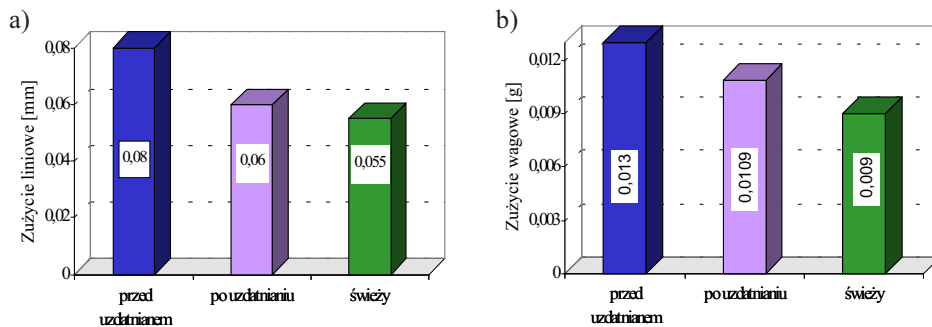 a)
Zużycie liniowe [mm]
0,08
0,06
0,04
0,02
0
0,08
0,06
0,055
przed
uzdatnianem
po uzdatnianiu
świeży
b)
Zużycie wagowe [g]
0,012
0,009
0,006
0,003
0
0,013
0,0109
0,009
przed
uzdatnianem
po uzdatnianiu
świeży